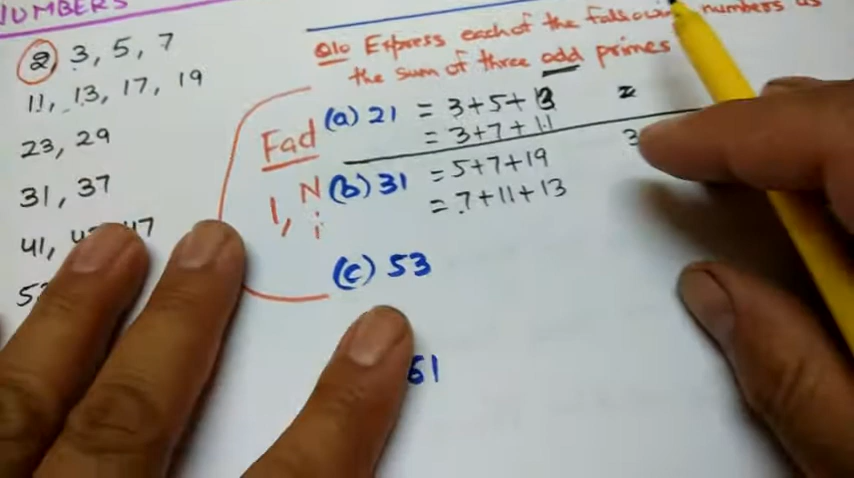 UMBERS
2, 3, 5, 7
11, 13, 17, 19
23, 29
31, 37
41, 47
53
Q10 Express each of the following numbers as
the sum of three odd primes
(a) 21 = 3+5+13
= 3+7+11
(b) 31 = 5+7+19
= 7+11+13
(c) 53
61
Fad
1, N
i
3